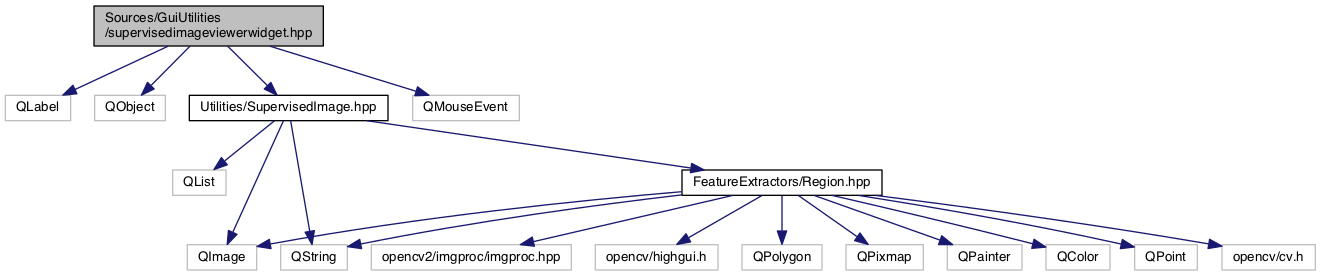 Sources/GuiUtilities
/supervisedimageviewerwidget.hpp
QLabel
QObject
Utilities/SupervisedImage.hpp
QMouseEvent
QList
FeatureExtractors/Region.hpp
QImage
QString
opencv2/imgproc/imgproc.hpp
opencv/highgui.h
QPolygon
QPixmap
QPainter
QColor
QPoint
opencv/cv.h